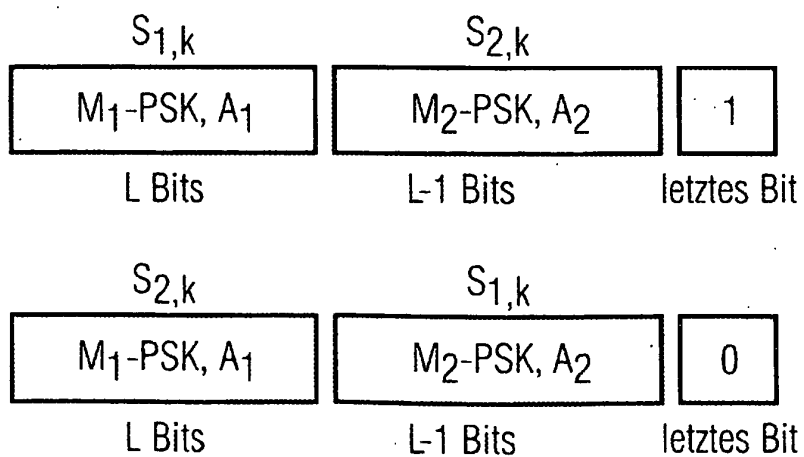 S1,k S2,k
M1-PSK, A1 M2-PSK, A2 1
L Bits L-1 Bits letztes Bit
S2,k S1,k
M1-PSK, A1 M2-PSK, A2 0
L Bits L-1 Bits letztes Bit